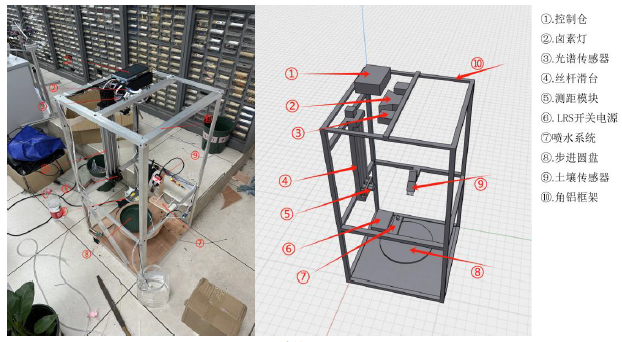 ①.控制仓
②.卤素灯
③.光谱传感器
④.丝杆滑台
⑤.测距模块
⑥. LRS开关电源
⑦喷水系统
⑧.步进圆盘
⑨.土壤传感器
⑩.角铝框架
①
②
③
④
⑤
⑥
⑦
⑧
⑨
⑩